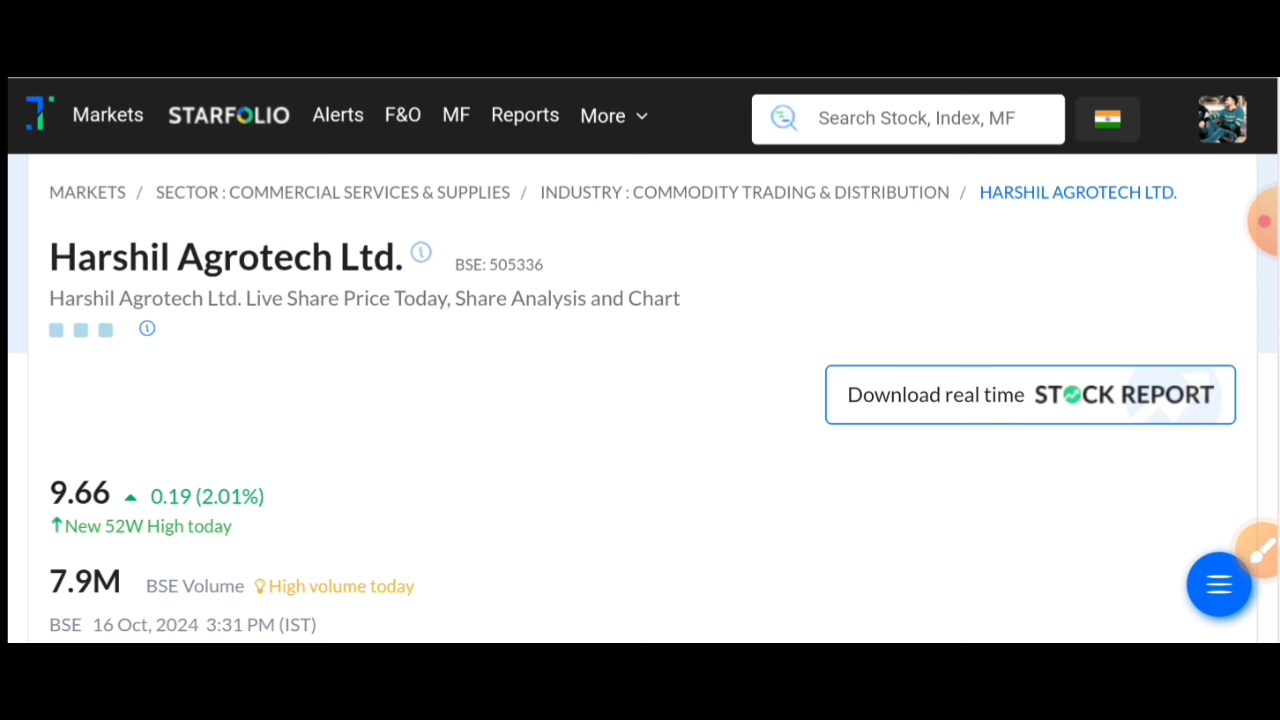 Markets STARFOLIO Alerts F&O MF Reports More Search Stock, Index, MF
MARKETS / SECTOR : COMMERCIAL SERVICES & SUPPLIES / INDUSTRY : COMMODITY TRADING & DISTRIBUTION / HARSHIL AGROTECH LTD.
Harshil Agrotech Ltd. BSE: 505336
Harshil Agrotech Ltd. Live Share Price Today, Share Analysis and Chart
Download real time STOCK REPORT
9.66 ▲ 0.19 (2.01%)
↑New 52W High today
7.9M BSE Volume High volume today
BSE 16 Oct, 2024 3:31 PM (IST)